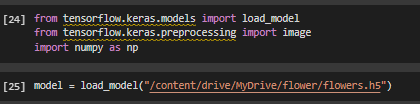 [24] from tensorflow.keras.models import load_model
from tensorflow.keras.preprocessing import image
import numpy as np
[25] model = load_model("/content/drive/MyDrive/flower/flowers.h5")